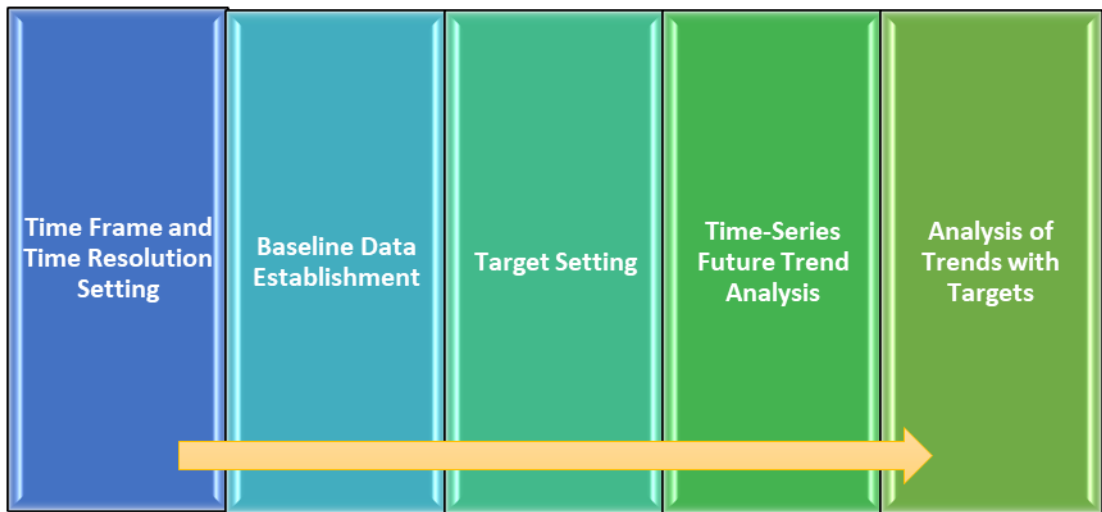 Time Frame and
Time Resolution
Setting
Baseline Data
Establishment
Target Setting
Time-Series
Future Trend
Analysis
Analysis of
Trends with
Targets